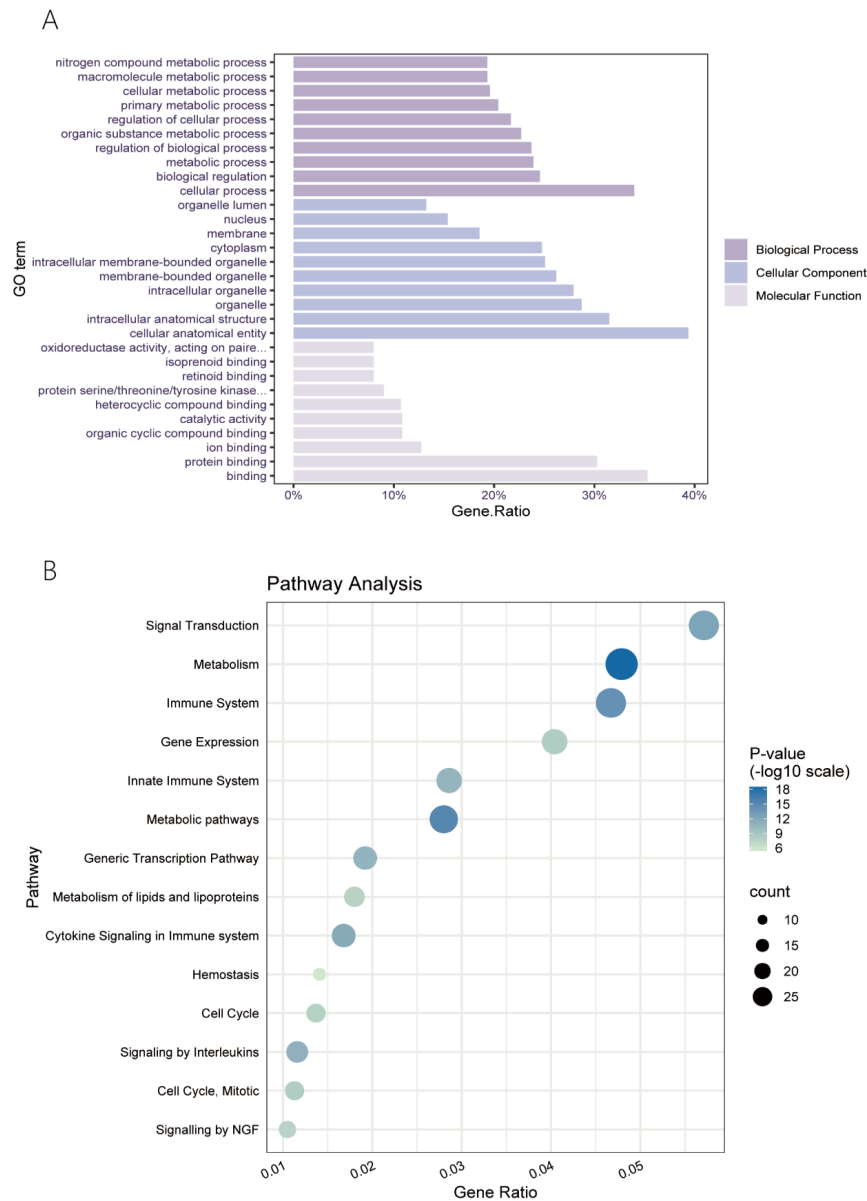 A
nitrogen compound metabolic process
macromolecule metabolic process
cellular metabolic process
primary metabolic process
regulation of cellular process
organic substance metabolic process
regulation of biological process
metabolic process
biological regulation
cellular process
organelle lumen
nucleus
membrane
cytoplasm
intracellular membrane-bounded organelle
membrane-bounded organelle
intracellular organelle
organelle
intracellular anatomical structure
cellular anatomical entity
oxidoreductase activity, acting on paire...
isoprenoid binding
retinoid binding
protein serine/threonine/tyrosine kinase...
heterocyclic compound binding
catalytic activity
organic cyclic compound binding
ion binding
protein binding
binding
GO term
0% 10% 20% 30% 40%
Gene.Ratio
Biological Process
Cellular Component
Molecular Function
B
Pathway Analysis
Signal Transduction
Metabolism
Immune System
Gene Expression
Innate Immune System
Metabolic pathways
Generic Transcription Pathway
Metabolism of lipids and lipoproteins
Cytokine Signaling in Immune system
Hemostasis
Cell Cycle
Signaling by Interleukins
Cell Cycle, Mitotic
Signalling by NGF
Pathway
0.01 0.02 0.03 0.04 0.05
Gene Ratio
P-value
(-log10 scale)
18
15
12
9
6
count
10
15
20
25